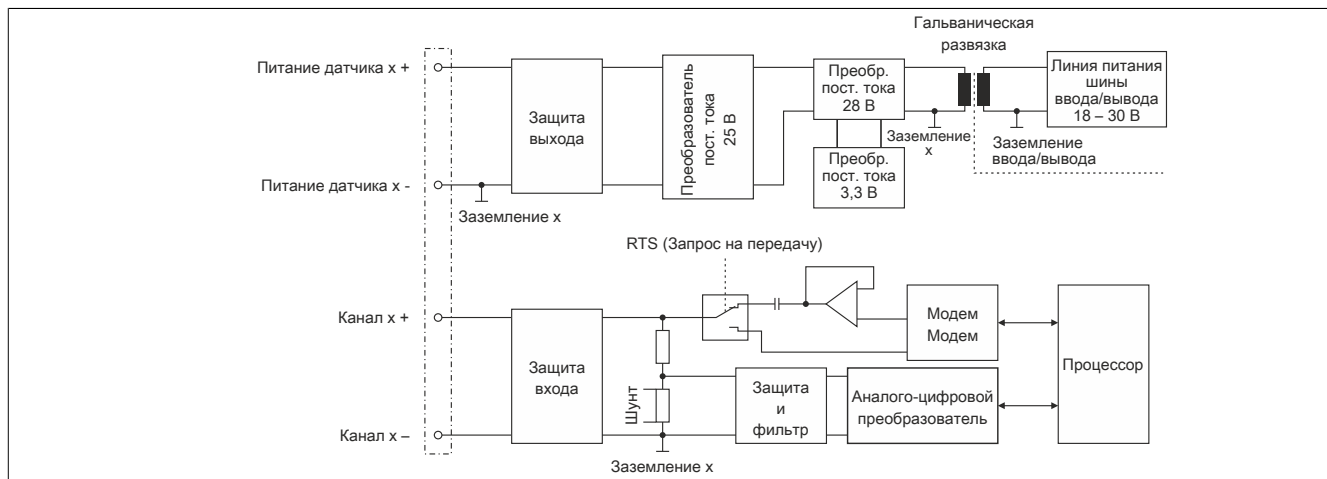 Гальваническая
развязка
Питание датчика x +
Защита
выхода
Преобразователь
пост. тока
25 В
Преобр.
пост. тока
28 В
Линия питания
шины
ввода/вывода
18 – 30 В
Заземление
x
Заземление
ввода/вывода
Преобр.
пост. тока
3,3 В
Питание датчика x -
Заземление x
RTS (Запрос на передачу)
Канал x +
Защита
входа
Модем
Модем
Процессор
Шунт
Защита
и
фильтр
Аналого-цифровой
преобразователь
Канал x –
Заземление x